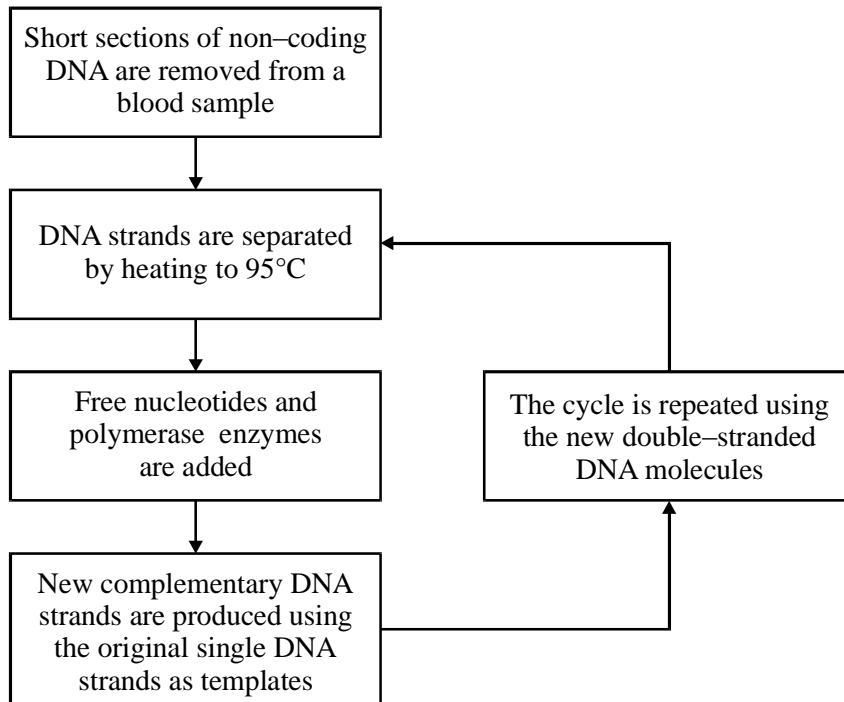 Short sections of non–coding
DNA are removed from a
blood sample
DNA strands are separated
by heating to 95°C
Free nucleotides and
polymerase enzymes
are added
The cycle is repeated using
the new double–stranded
DNA molecules
New complementary DNA
strands are produced using
the original single DNA
strands as templates